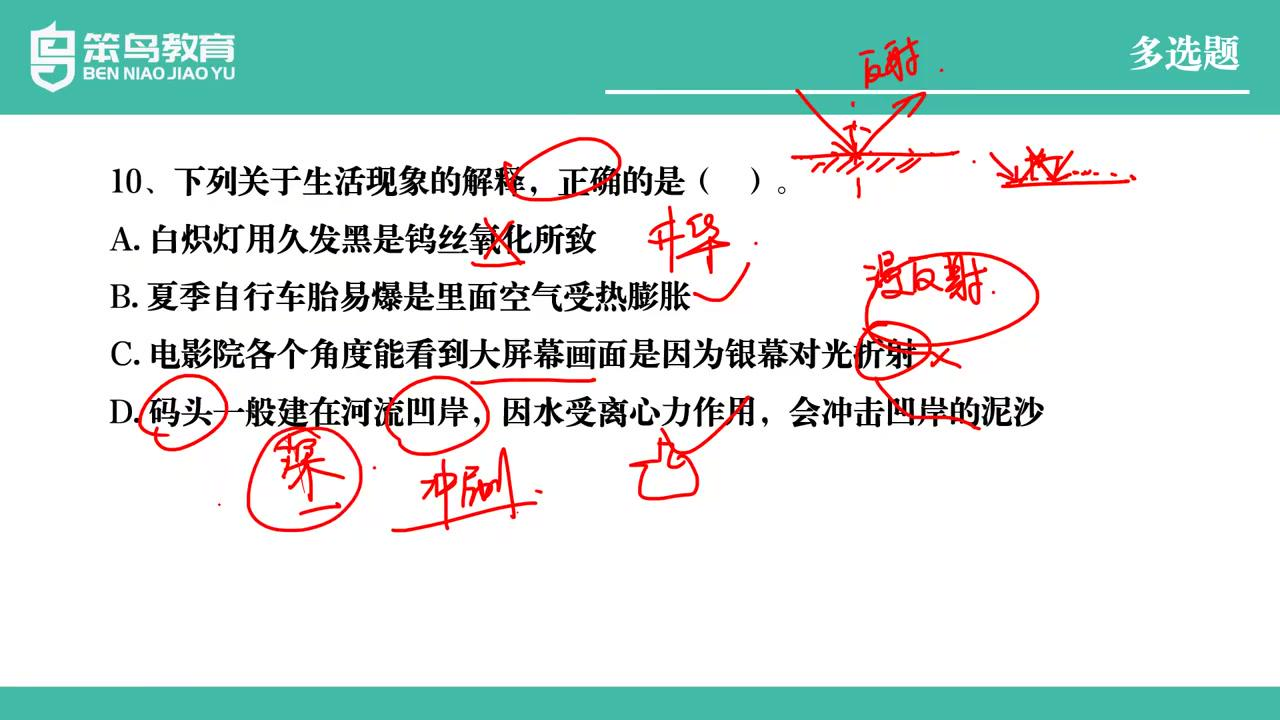 笨鸟教育
BEN NIAO JIAO YU
多选题
反射
10、下列关于生活现象的解释，正确的是（ ）。
A. 白炽灯用久发黑是钨丝氧化所致
升华
B. 夏季自行车胎易爆是里面空气受热膨胀
漫反射
C. 电影院各个角度能看到大屏幕画面是因为银幕对光折射
D. 码头一般建在河流凹岸，因水受离心力作用，会冲击凹岸的泥沙
深
冲刷